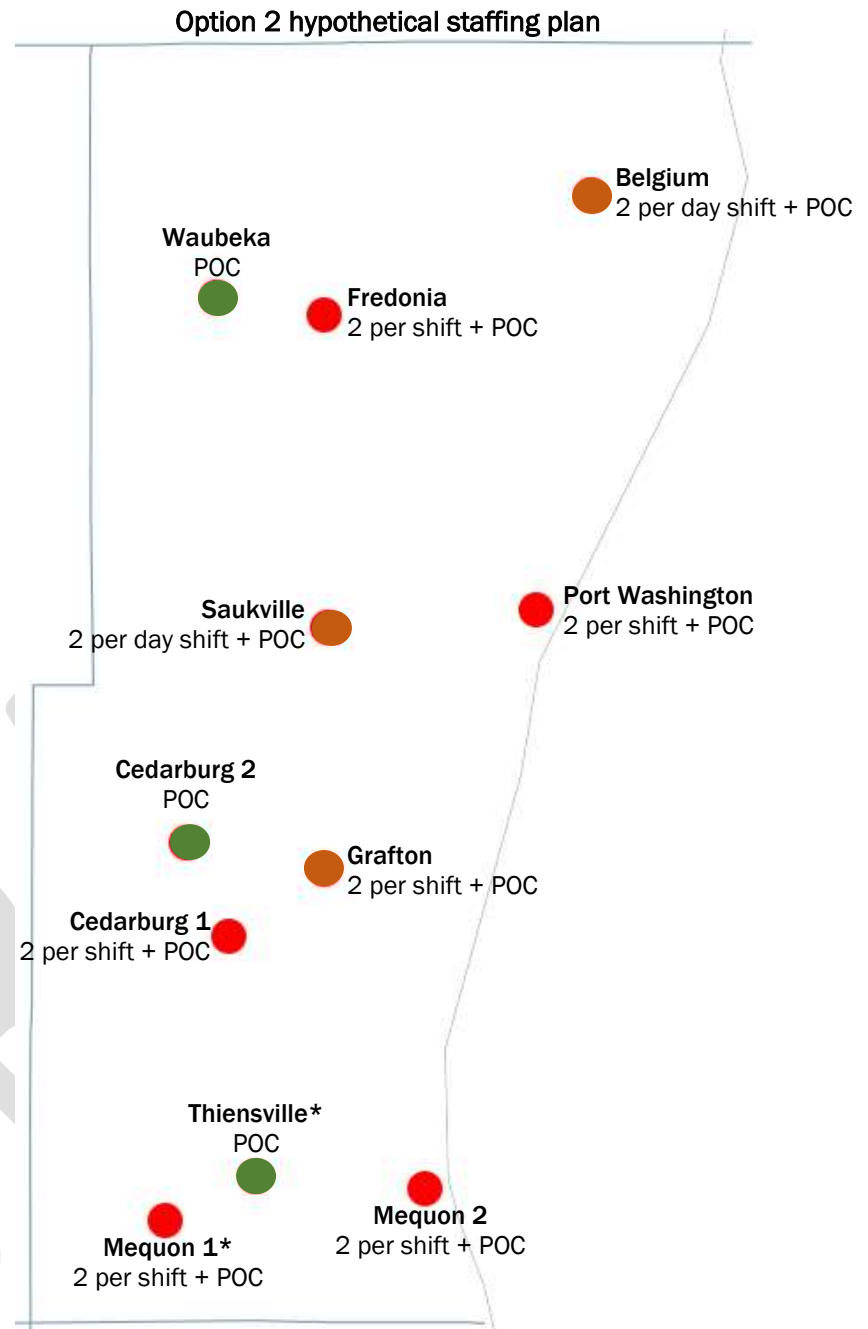 Option 2 hypothetical staffing plan
Belgium
2 per day shift + POC
Waubeka
POC
Fredonia
2 per shift + POC
Saukville
2 per day shift + POC
Port Washington
2 per shift + POC
Cedarburg 2
POC
Grafton
2 per shift + POC
Cedarburg 1
2 per shift + POC
Thiensville*
POC
Mequon 2
2 per shift + POC
Mequon 1*
2 per shift + POC